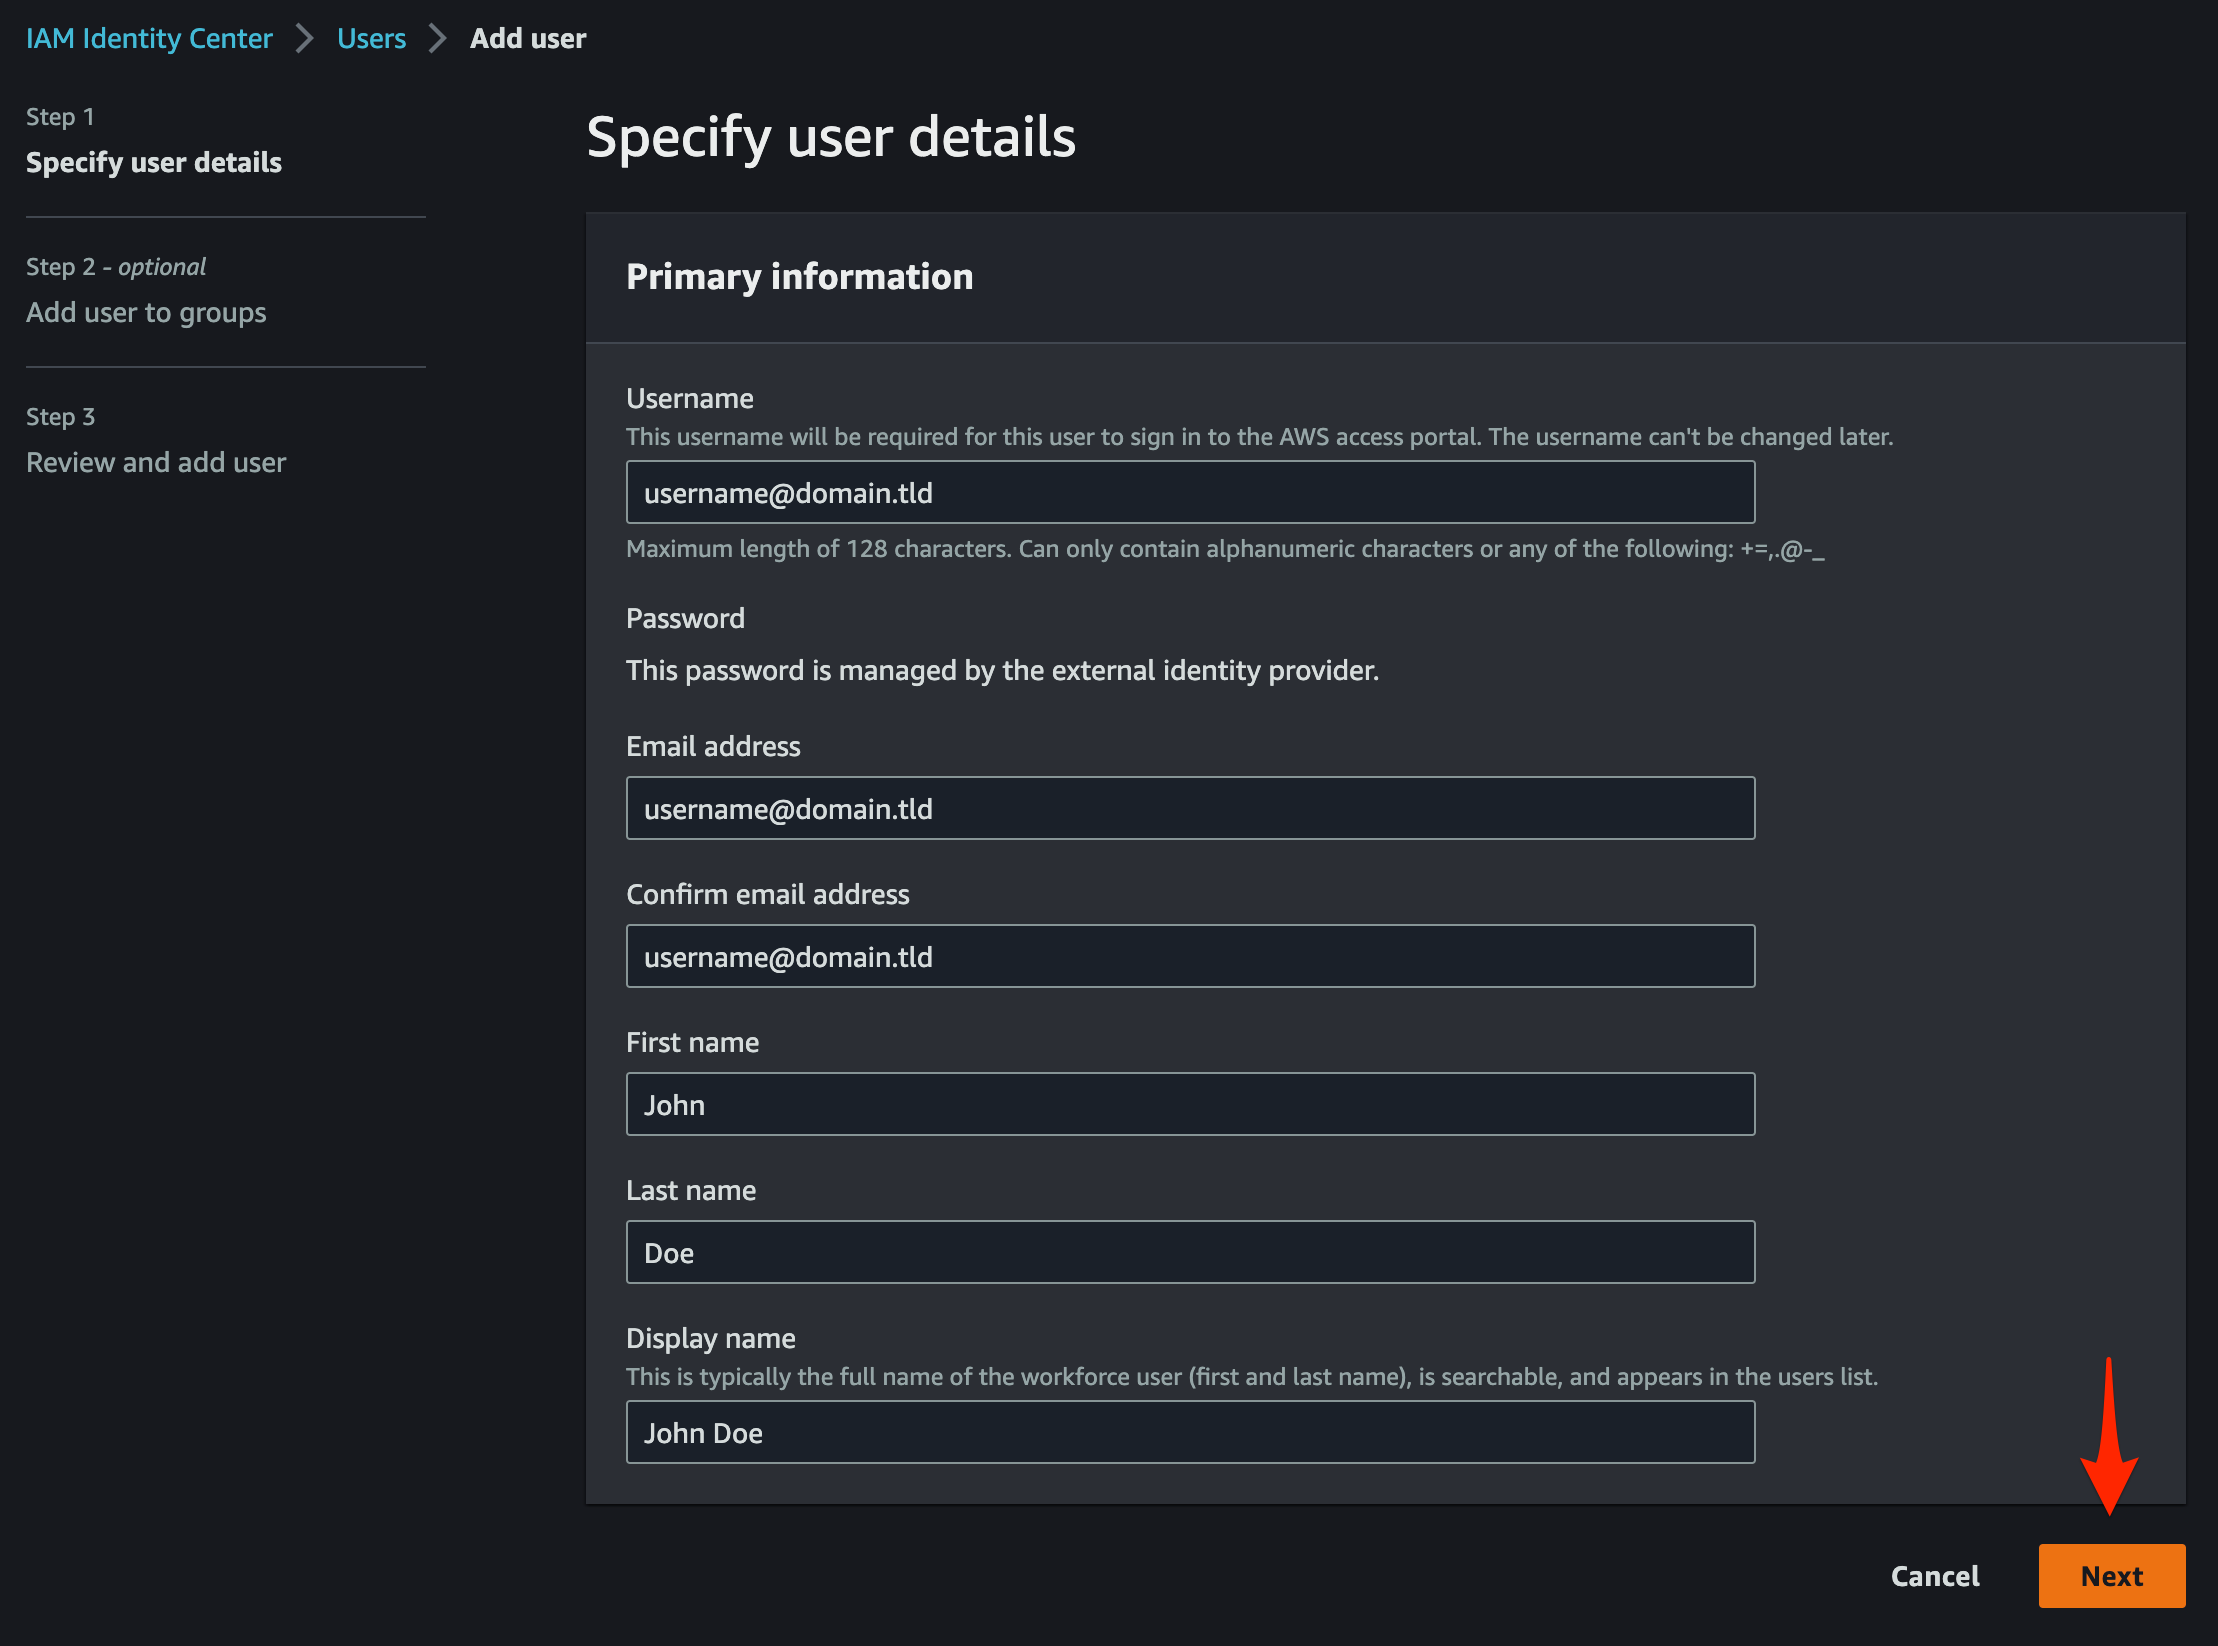 IAM Identity Center > Users > Add user
Step 1
Specify user details
Step 2 - optional
Add user to groups
Step 3
Review and add user
Specify user details
Primary information
Username
This username will be required for this user to sign in to the AWS access portal. The username can't be changed later.
username@domain.tld
Maximum length of 128 characters. Can only contain alphanumeric characters or any of the following: +=,.@-_
Password
This password is managed by the external identity provider.
Email address
username@domain.tld
Confirm email address
username@domain.tld
First name
John
Last name
Doe
Display name
This is typically the full name of the workforce user (first and last name), is searchable, and appears in the users list.
John Doe
Cancel
Next